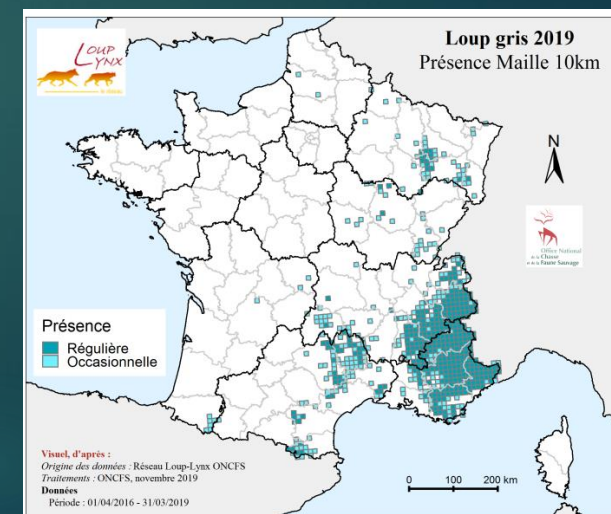 LOUP
LYNX
Loup gris 2019
Présence Maille 10km
N
Office National
de la Chasse
et de la Faune Sauvage
Présence
Régulière
Occasionnelle
Visuel, d'après :
Origine des données : Réseau Loup-Lynx ONCFS
Traitements : ONCFS, novembre 2019
Données
Période : 01/04/2016 - 31/03/2019
0 100 200 km